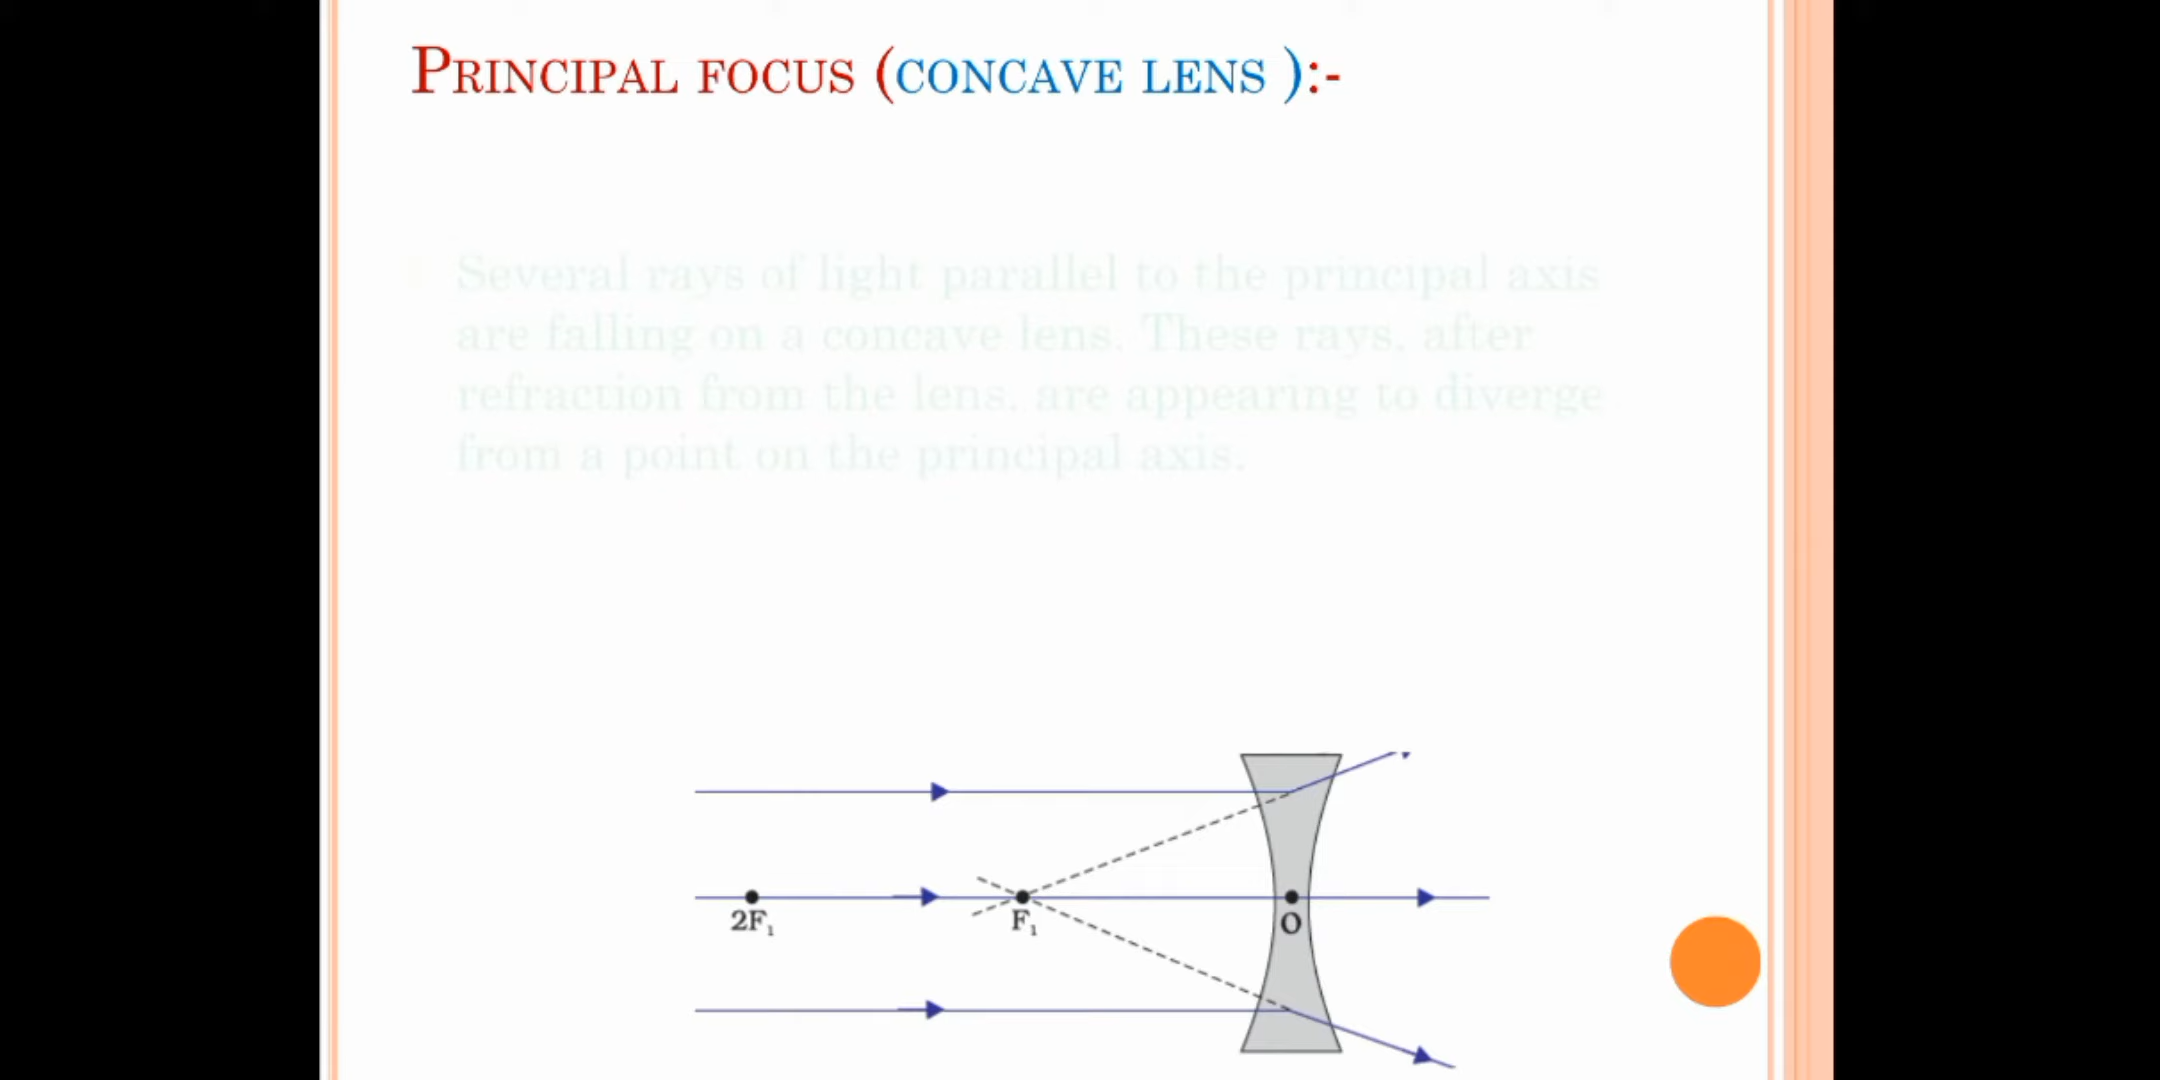 PRINCIPAL FOCUS (CONCAVE LENS ):-
Several rays of light parallel to the principal axis
are falling on a concave lens. These rays, after
refraction from the lens, are appearing to diverge
from a point on the principal axis.
2F₁
F₁
O